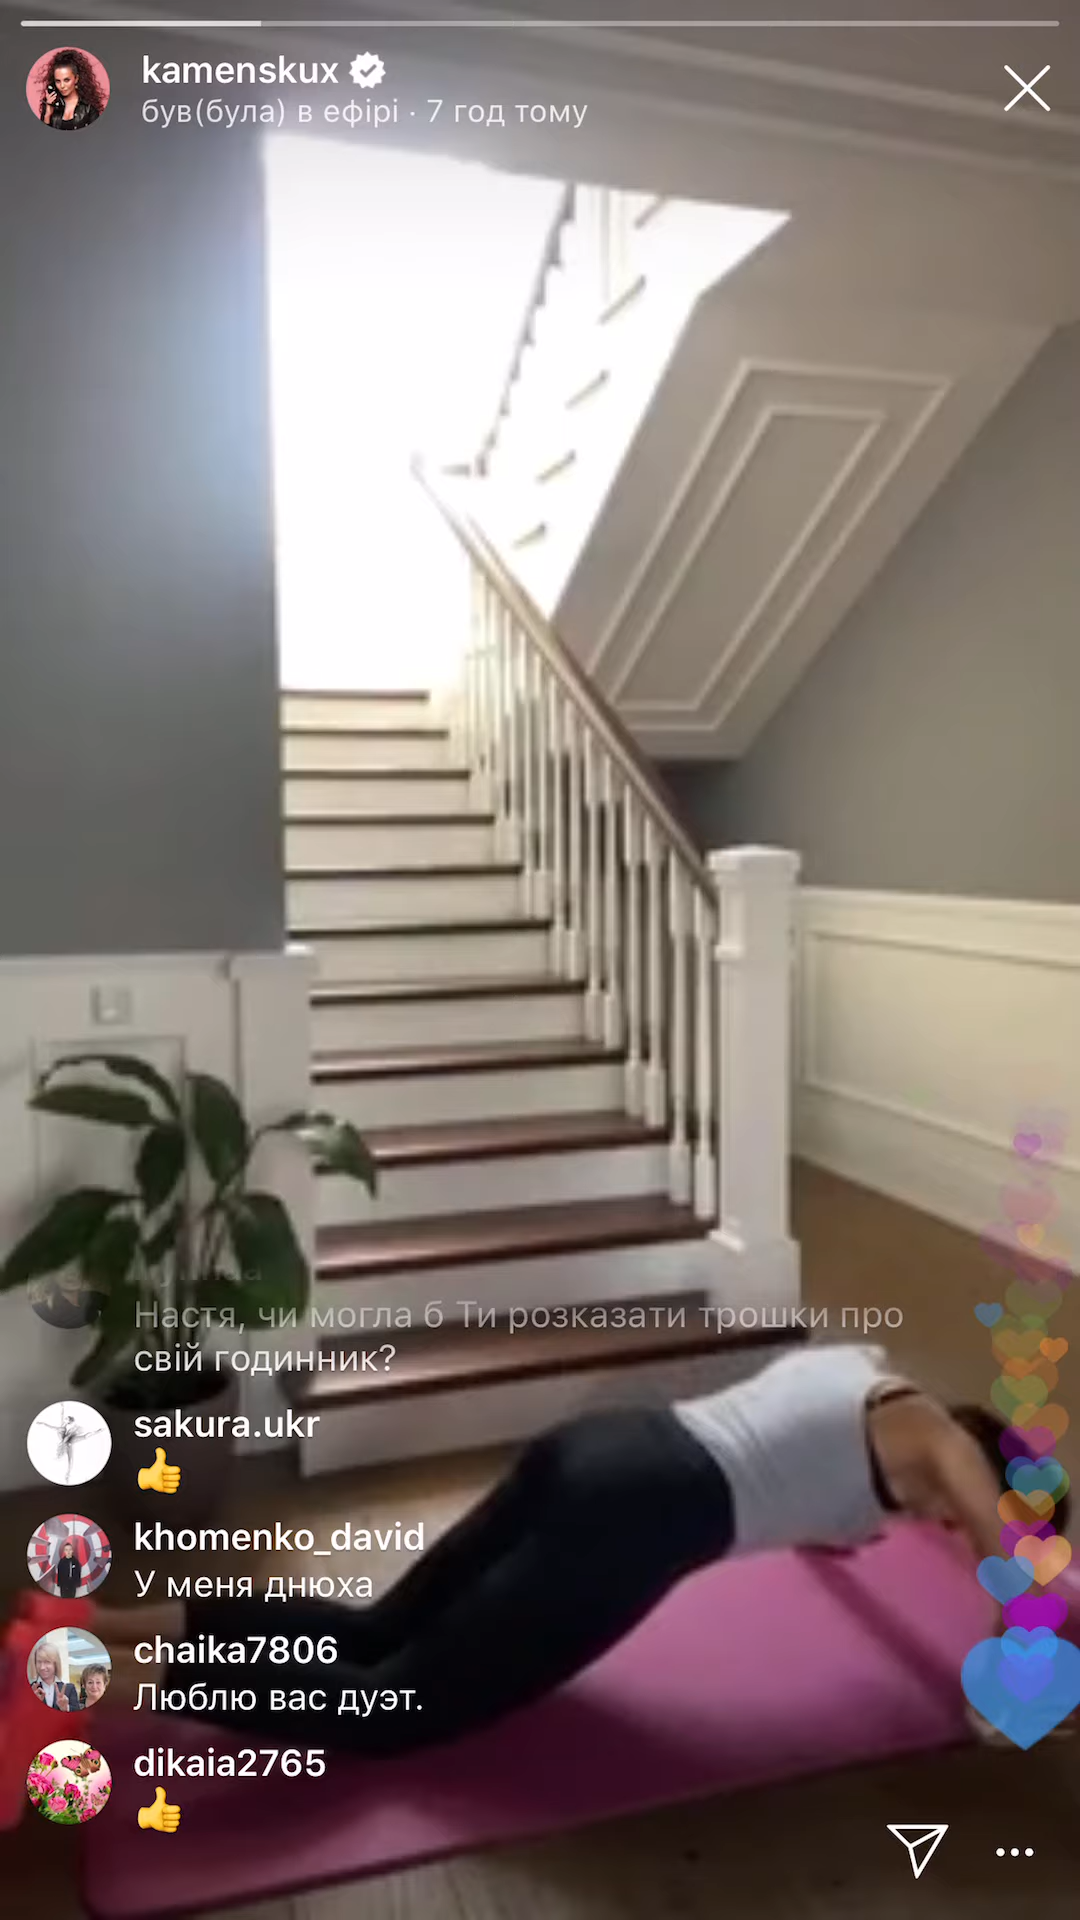 kamenskux
був(була) в ефірі · 7 год тому
Настя, чи могла б Ти розказати трошки про
свій годинник?
sakura.ukr
👍
khomenko_david
У меня днюха
chaika7806
Люблю вас дуэт.
dikaia2765
👍